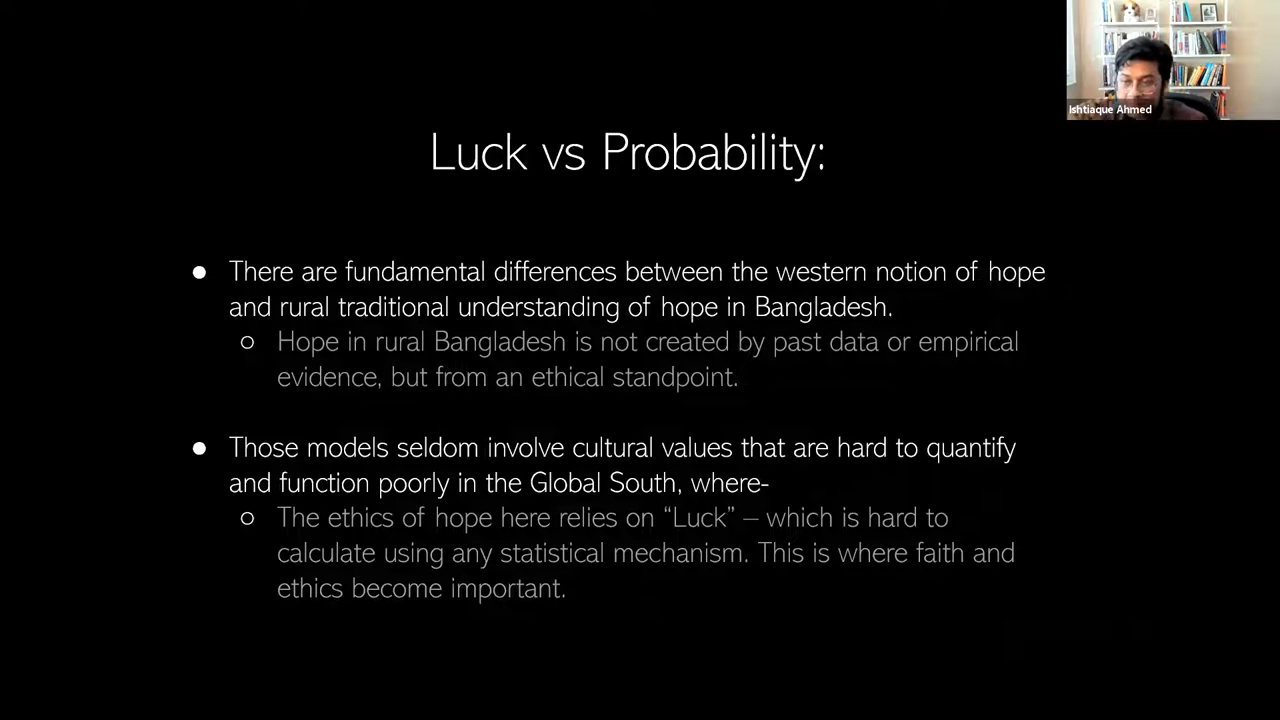 Ishtiaque Ahmed
Luck vs Probability:
● There are fundamental differences between the western notion of hope
and rural traditional understanding of hope in Bangladesh.
○ Hope in rural Bangladesh is not created by past data or empirical
evidence, but from an ethical standpoint.
● Those models seldom involve cultural values that are hard to quantify
and function poorly in the Global South, where-
○ The ethics of hope here relies on “Luck” – which is hard to
calculate using any statistical mechanism. This is where faith and
ethics become important.